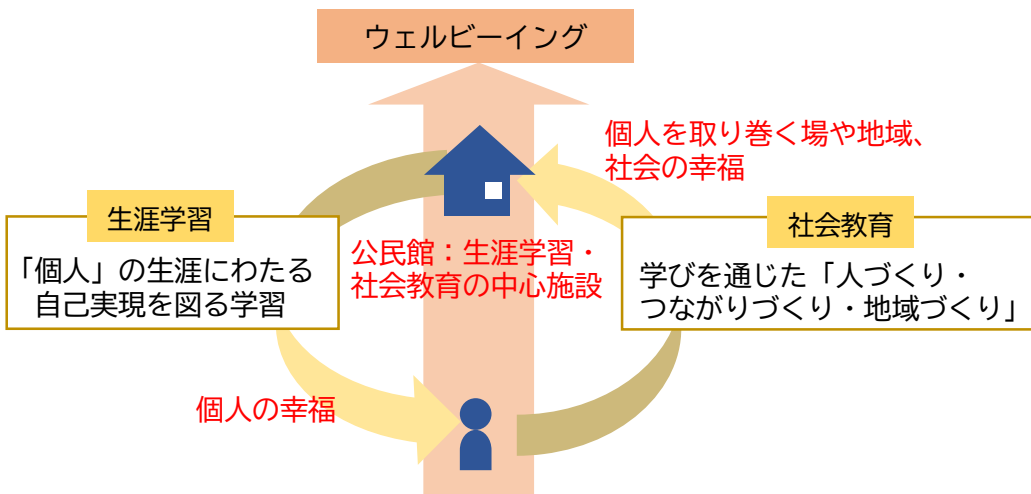 ウェルビーイング
個人を取り巻く場や地域、
社会の幸福
生涯学習
「個人」の生涯にわたる
自己実現を図る学習
公民館：生涯学習・
社会教育の中心施設
社会教育
学びを通じた「人づくり・
つながりづくり・地域づくり」
個人の幸福